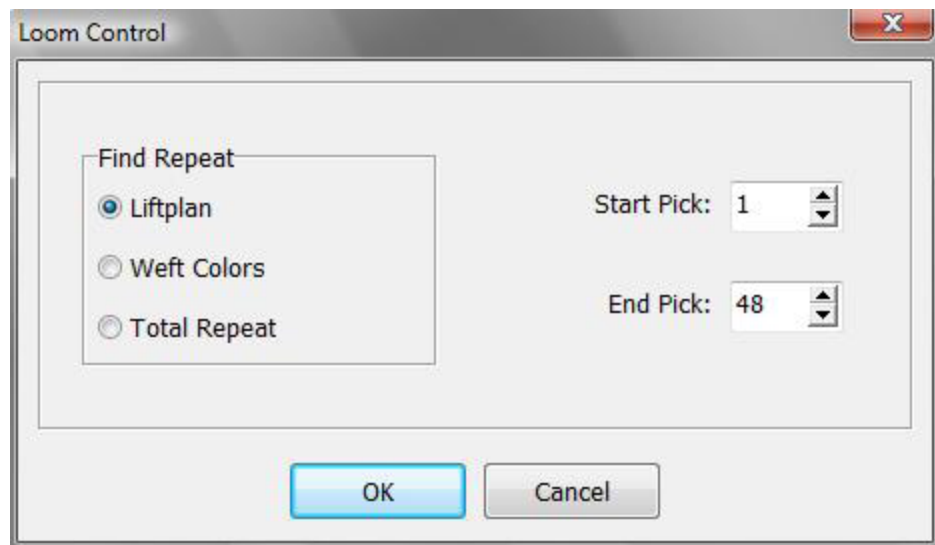 Loom Control
Find Repeat
Liftplan
Weft Colors
Total Repeat
Start Pick: 1
End Pick: 48
OK
Cancel